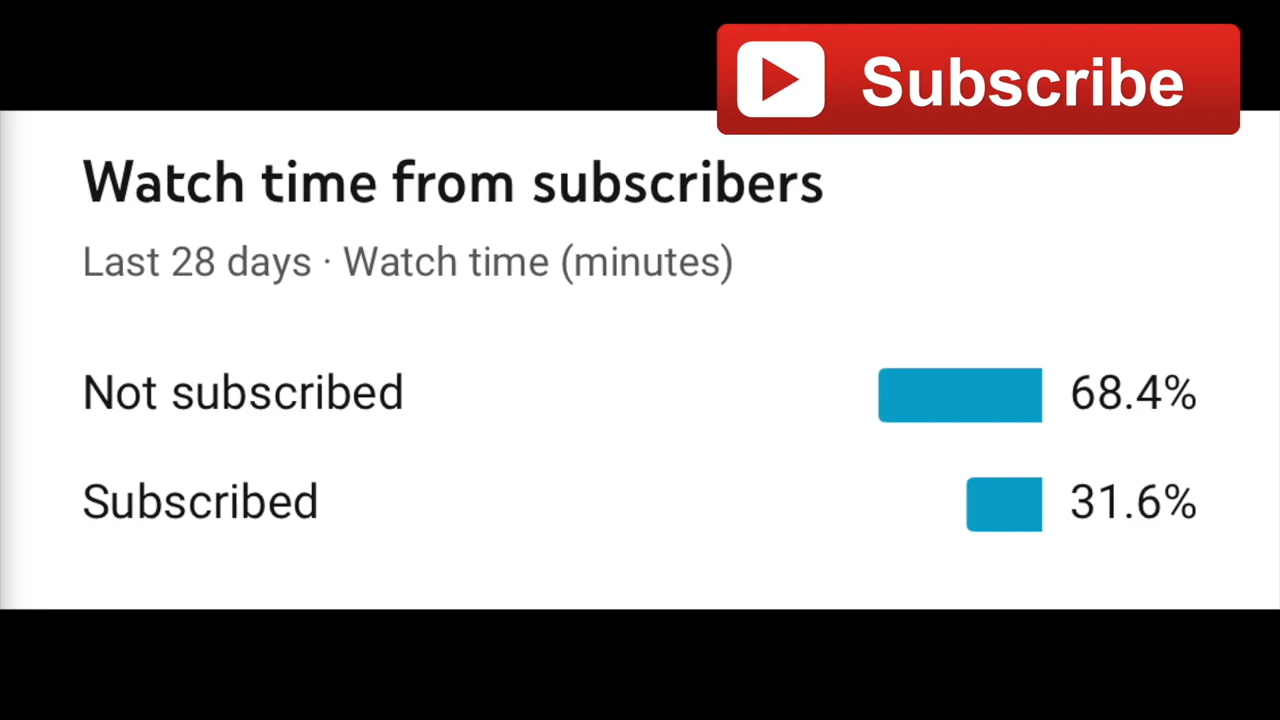 Subscribe
Watch time from subscribers
Last 28 days · Watch time (minutes)
Not subscribed 68.4%
Subscribed 31.6%